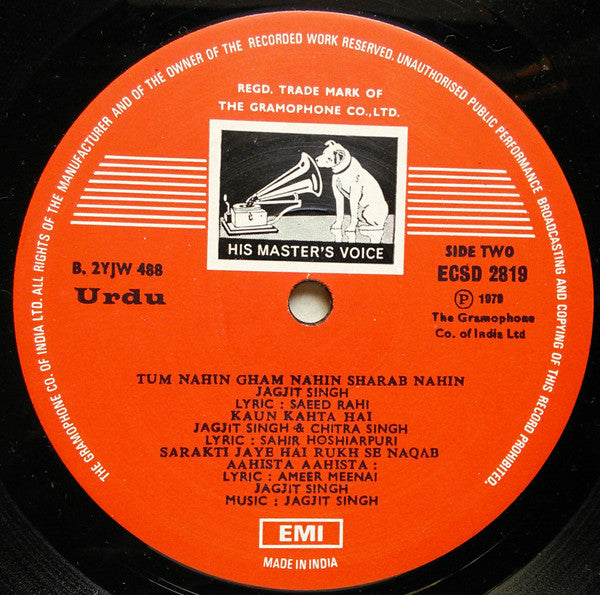 THE GRAMOPHONE CO. OF INDIA LTD. ALL RIGHTS OF THE MANUFACTURER AND OF THE OWNER OF THE RECORDED WORK RESERVED. UNAUTHORISED PUBLIC PERFORMANCE BROADCASTING AND COPYING OF THIS RECORD PROHIBITED.
REGD. TRADE MARK OF
THE GRAMOPHONE CO., LTD.
HIS MASTER'S VOICE
B. 2YJW 488
Urdu
SIDE TWO
ECSD 2819
Ⓟ 1979
The Gramophone
Co. of India Ltd
TUM NAHIN GHAM NAHIN SHARAB NAHIN
JAGJIT SINGH
LYRIC : SAEED RAHI
KAUN KAHTA HAI
JAGJIT SINGH & CHITRA SINGH
LYRIC : SAHIR HOSHIARPURI
SARAKTI JAYE HAI RUKH SE NAQAB
AAHISTA AAHISTA :
LYRIC : AMEER MEENAI
JAGJIT SINGH
MUSIC : JAGJIT SINGH
EMI
MADE IN INDIA